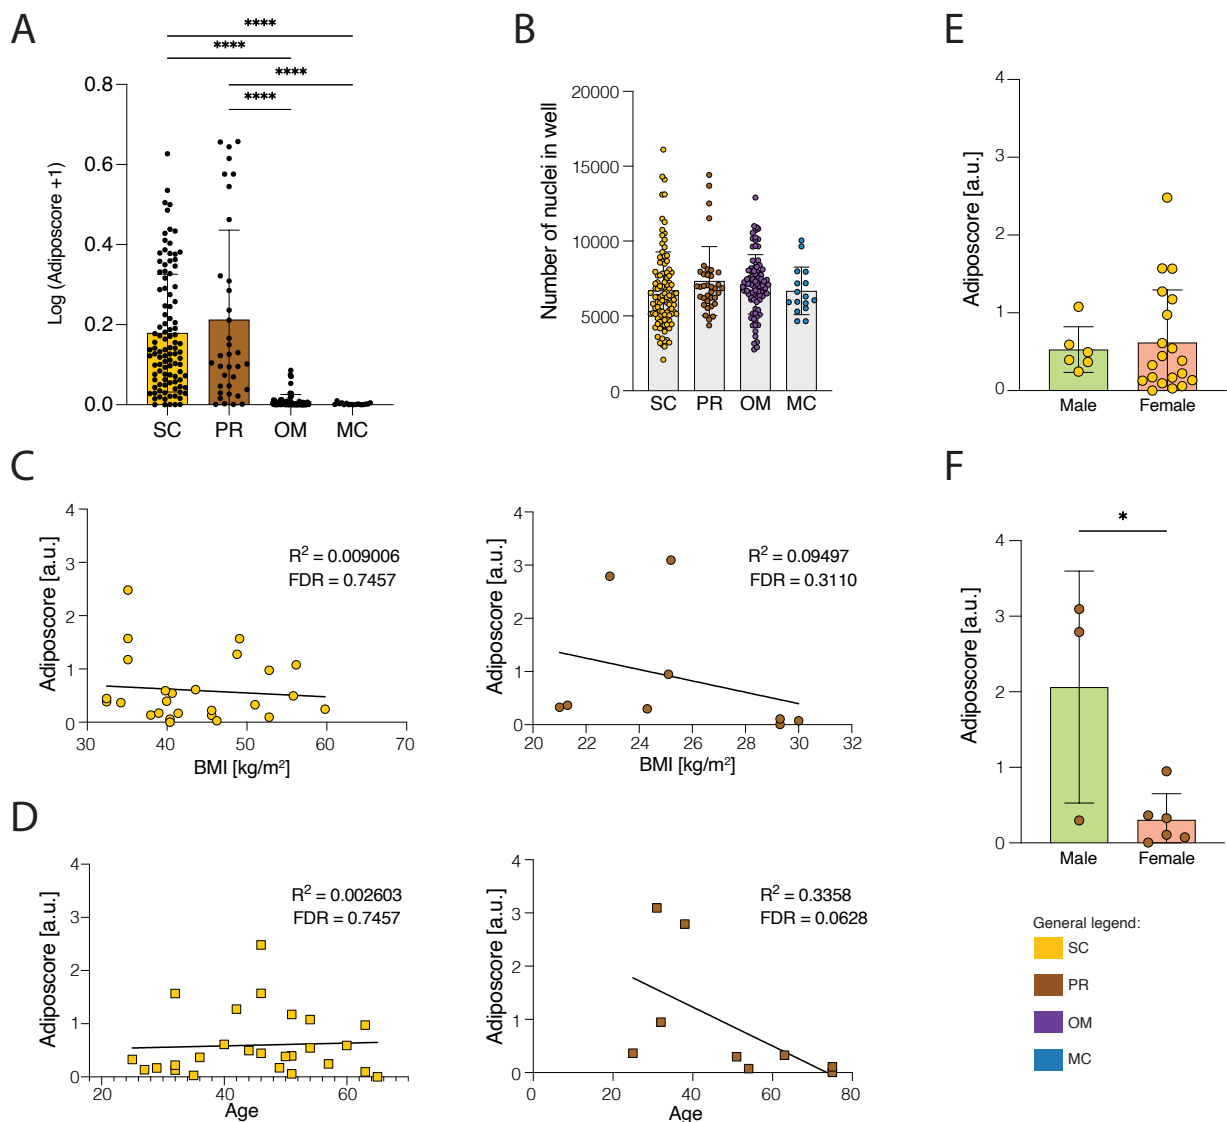 A
****
****
****
****
Log (Adiposcore +1)
0.8
0.6
0.4
0.2
0.0
SC PR OM MC
B
Number of nuclei in well
20000
15000
10000
5000
0
SC PR OM MC
E
Adiposcore [a.u.]
4
3
2
1
0
Male Female
C
Adiposcore [a.u.]
4
3
2
1
0
R² = 0.009006
FDR = 0.7457
30 40 50 60 70
BMI [kg/m²]
Adiposcore [a.u.]
4
3
2
1
0
R² = 0.09497
FDR = 0.3110
20 22 24 26 28 30 32
BMI [kg/m²]
F
*
Adiposcore [a.u.]
4
3
2
1
0
Male Female
D
Adiposcore [a.u.]
4
3
2
1
0
R² = 0.002603
FDR = 0.7457
20 40 60
Age
Adiposcore [a.u.]
4
3
2
1
0
R² = 0.3358
FDR = 0.0628
0 20 40 60 80
Age
General legend:
SC
PR
OM
MC